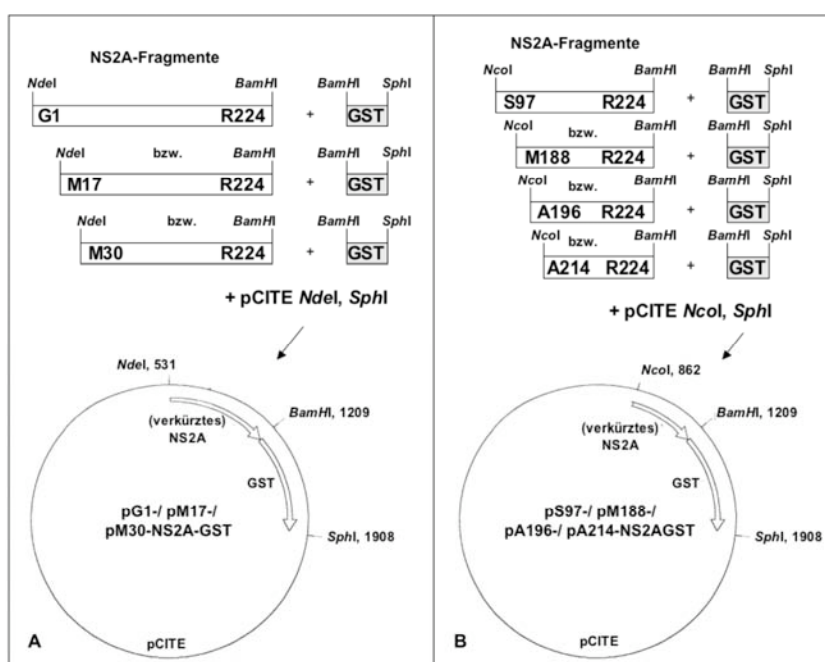 NS2A-Fragmente
NdeI BamHI BamHI SphI
G1 R224 + GST
NdeI bzw. BamHI BamHI SphI
M17 R224 + GST
NdeI bzw. BamHI BamHI SphI
M30 R224 + GST
+ pCITE NdeI, SphI
NdeI, 531
BamHI, 1209
(verkürztes)
NS2A
GST
pG1-/ pM17-/
pM30-NS2A-GST
SphI, 1908
A
pCITE
NS2A-Fragmente
NcoI BamHI BamHI SphI
S97 R224 + GST
NcoI bzw. BamHI BamHI SphI
M188 R224 + GST
NcoI bzw. BamHI BamHI SphI
A196 R224 + GST
NcoI bzw. BamHI BamHI SphI
A214 R224 + GST
+ pCITE NcoI, SphI
NcoI, 862
BamHI, 1209
(verkürztes)
NS2A
GST
pS97-/ pM188-/
pA196-/ pA214-NS2AGST
SphI, 1908
B
pCITE